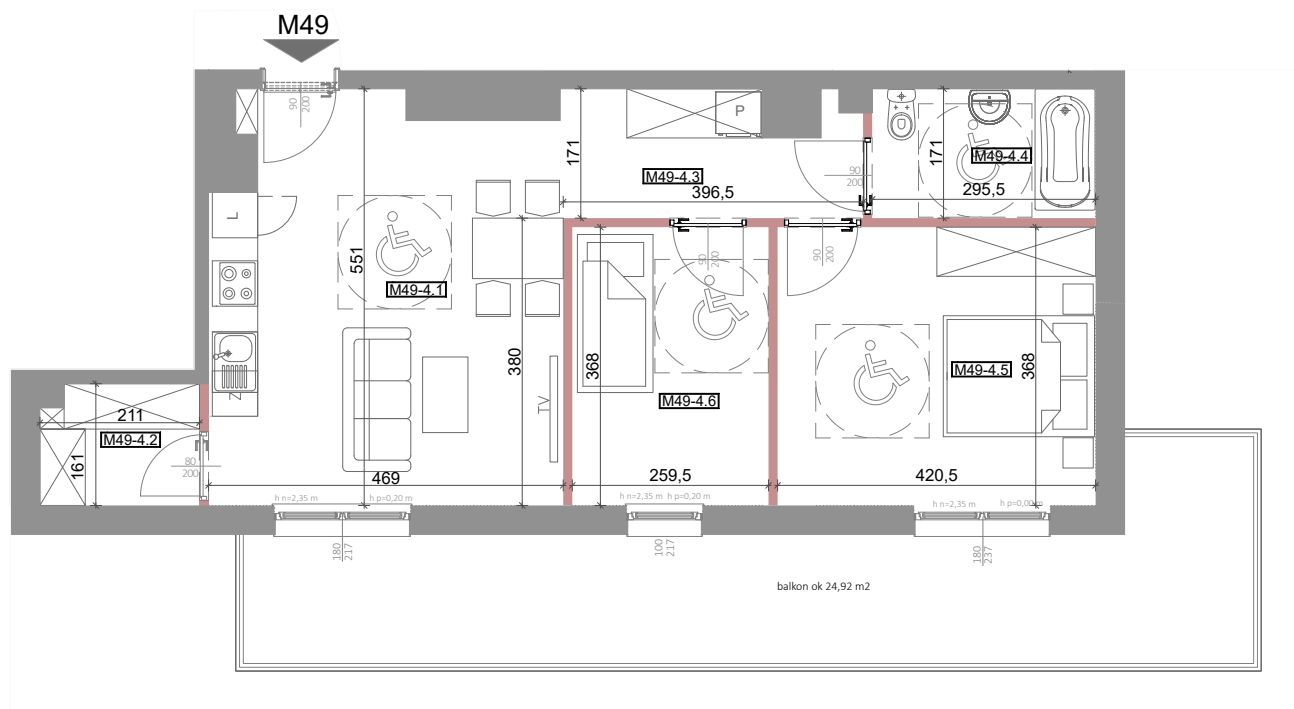 M49
90
200
P
171
M49-4.3
396,5
90
200
171
M49-4.4
295,5
L
551
M49-4.1
90
200
90
200
380
368
M49-4.6
M49-4.5
368
Z
TV
211
M49-4.2
161
80
200
469
259,5
420,5
h n=2,35 m
h p=0,20 m
h n=2,35 m h p=0,20 m
h n=2,35 m
h p=0,00 m
180
217
100
217
180
237
balkon ok 24,92 m2